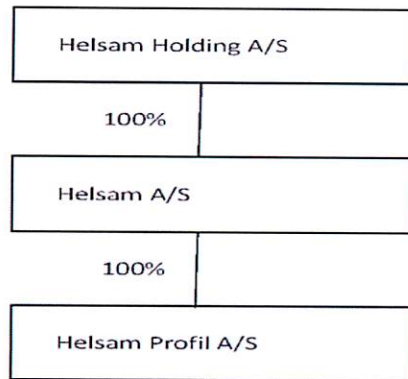 Helsam Holding A/S
100%
Helsam A/S
100%
Helsam Profil A/S